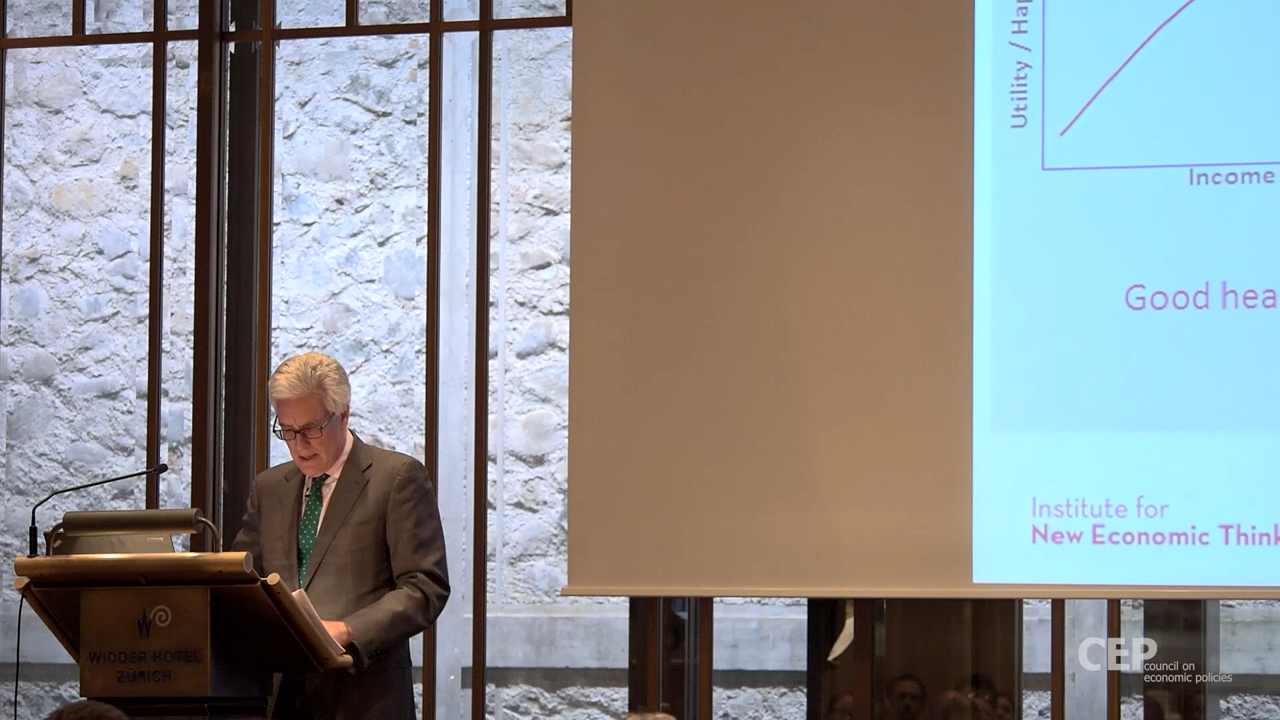 Utility / Hap
Income
Good hea
Institute for
New Economic Think
WIDDER HOTEL
ZURICH
CEP
council on
economic policies